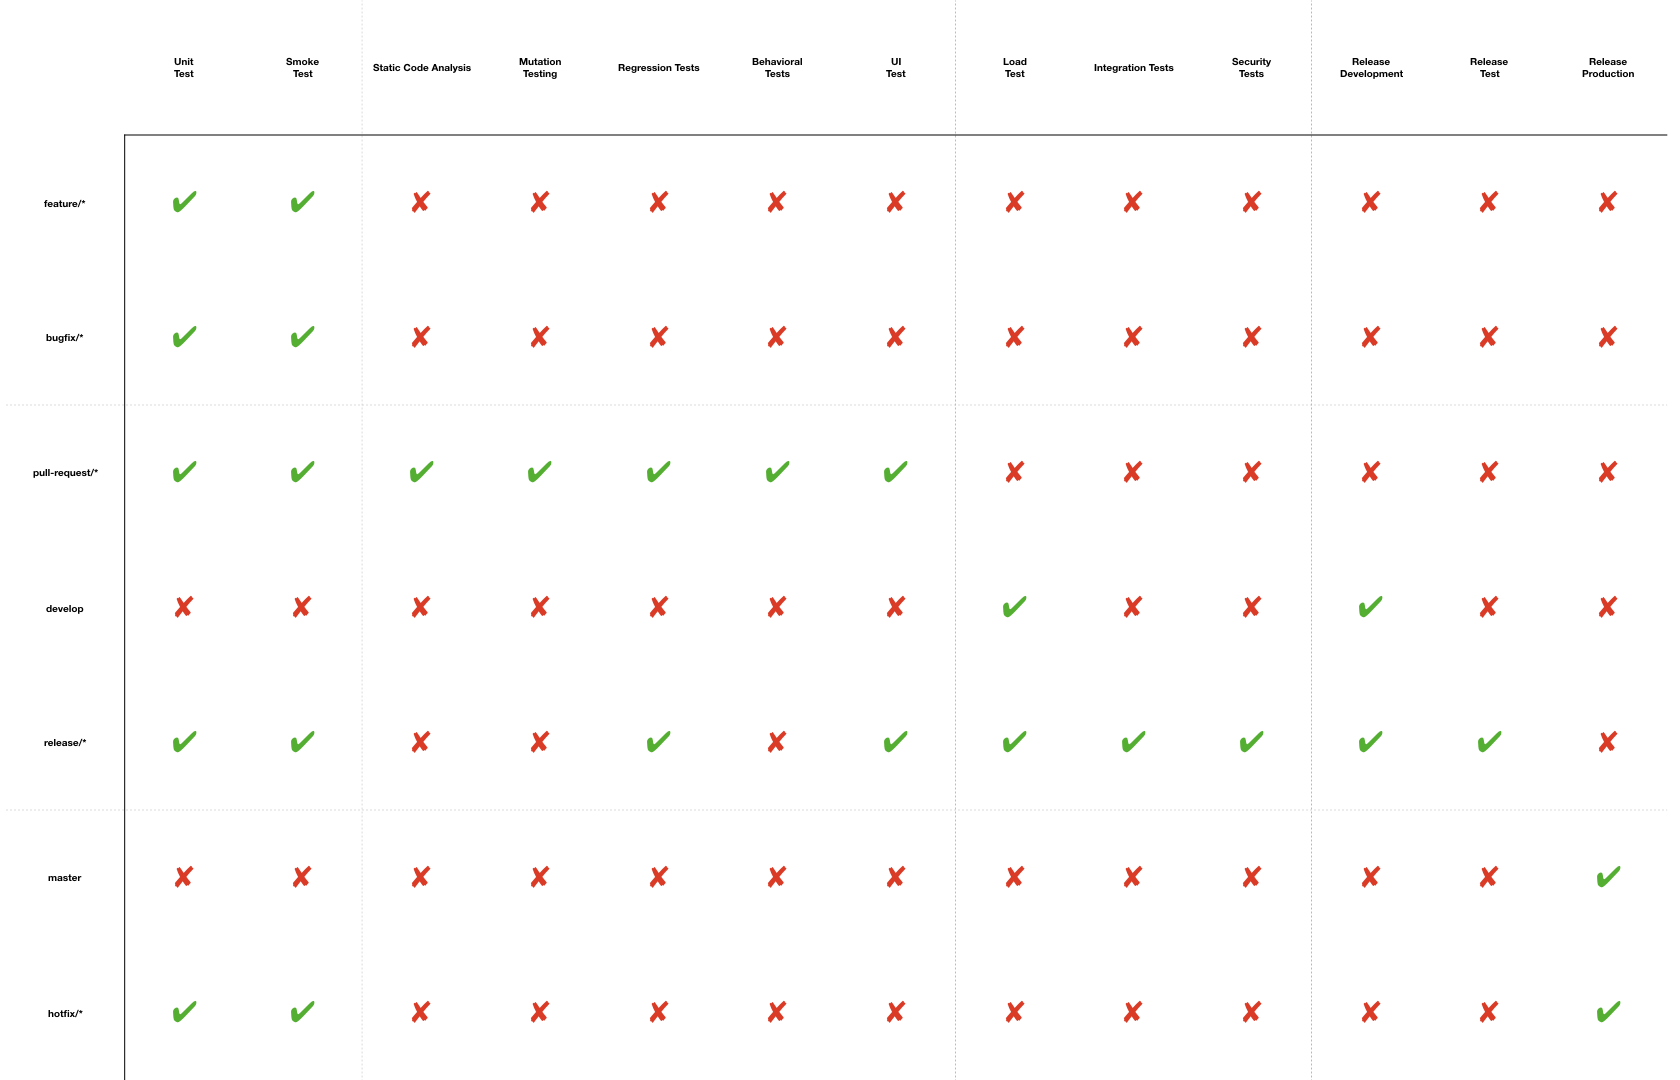 Unit
Test
Smoke
Test
Static Code Analysis
Mutation
Testing
Regression Tests
Behavioral
Tests
UI
Test
Load
Test
Integration Tests
Security
Tests
Release
Development
Release
Test
Release
Production
feature/* ✔ ✔ ✘ ✘ ✘ ✘ ✘ ✘ ✘ ✘ ✘ ✘ ✘
bugfix/* ✔ ✔ ✘ ✘ ✘ ✘ ✘ ✘ ✘ ✘ ✘ ✘ ✘
pull-request/* ✔ ✔ ✔ ✔ ✔ ✔ ✔ ✘ ✘ ✘ ✘ ✘ ✘
develop ✘ ✘ ✘ ✘ ✘ ✘ ✘ ✔ ✘ ✘ ✔ ✘ ✘
release/* ✔ ✔ ✘ ✘ ✔ ✘ ✔ ✔ ✔ ✔ ✔ ✔ ✘
master ✘ ✘ ✘ ✘ ✘ ✘ ✘ ✘ ✘ ✘ ✘ ✘ ✔
hotfix/* ✔ ✔ ✘ ✘ ✘ ✘ ✘ ✘ ✘ ✘ ✘ ✘ ✔